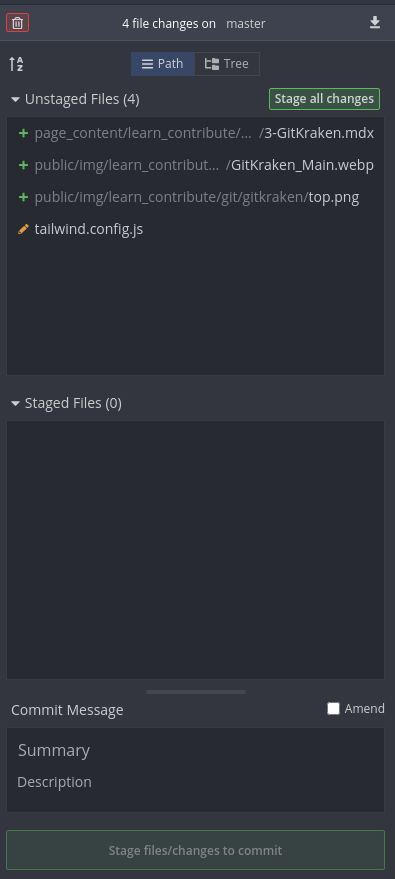 4 file changes on master
A
Z
Path Tree
Unstaged Files (4) Stage all changes
page_content/learn_contribute/... /3-GitKraken.mdx
public/img/learn_contribut... /GitKraken_Main.webp
public/img/learn_contribute/git/gitkraken/top.png
tailwind.config.js
Staged Files (0)
Commit Message Amend
Summary
Description
Stage files/changes to commit